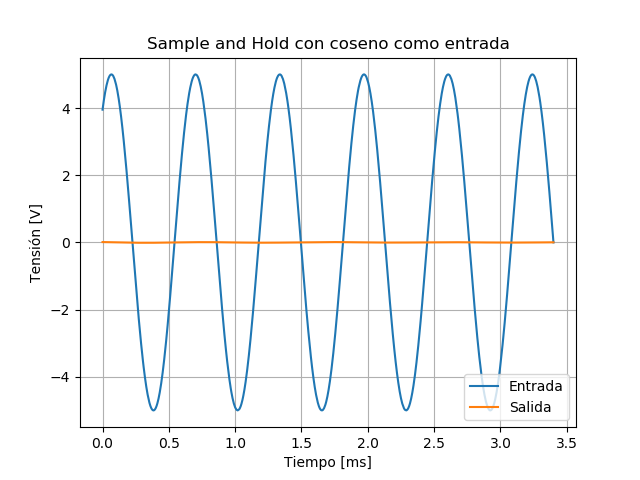 Sample and Hold con coseno como entrada
Tensión [V]
4
2
0
−2
−4
0.0 0.5 1.0 1.5 2.0 2.5 3.0 3.5
Tiempo [ms]
Entrada
Salida